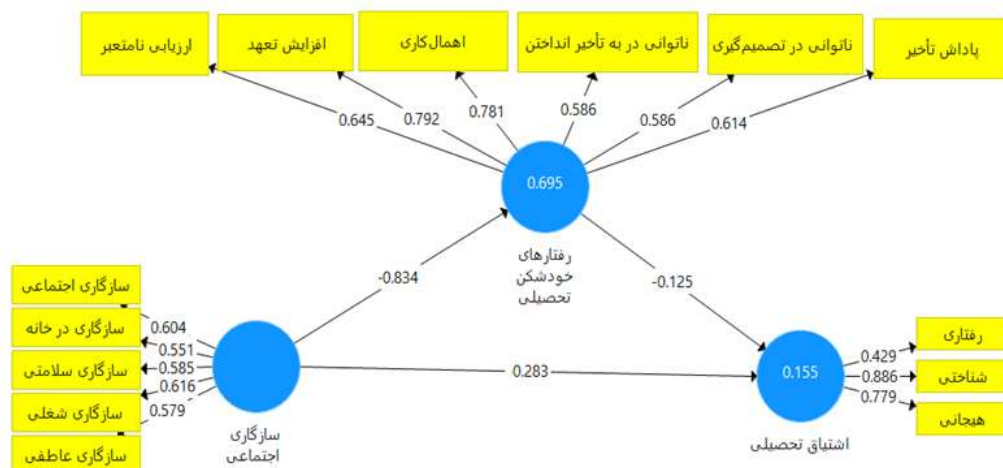 ارزیابی نامتعبر
افزایش تعهد
اهمال‌کاری
ناتوانی در به تأخیر انداختن
ناتوانی در تصمیم‌گیری
پاداش تأخیر
0.645
0.792
0.781
0.586
0.586
0.614
0.695
رفتارهای
خودشکن
تحصیلی
-0.834
-0.125
سازگاری اجتماعی
سازگاری در خانه
سازگاری سلامتی
سازگاری شغلی
سازگاری عاطفی
0.604
0.551
0.585
0.616
0.579
سازگاری
اجتماعی
0.283
0.155
اشتیاق تحصیلی
0.429
0.886
0.779
رفتاری
شناختی
هیجانی